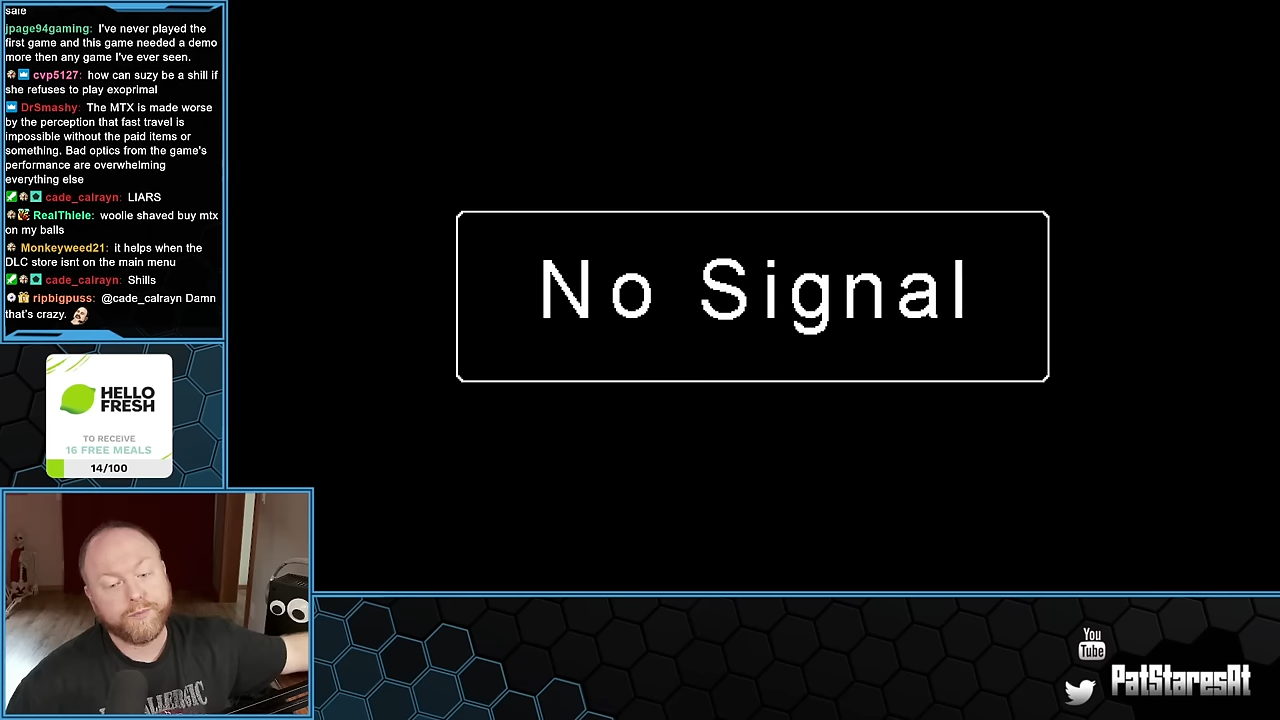 sale
jpage94gaming: I've never played the
first game and this game needed a demo
more then any game I've ever seen.
cvp5127: how can suzy be a shill if
she refuses to play exoprimal
DrSmashy: The MTX is made worse
by the perception that fast travel is
impossible without the paid items or
something. Bad optics from the game's
performance are overwhelming
everything else
cade_calrayn: LIARS
RealThiele: woolie shaved buy mtx
on my balls
Monkeyweed21: it helps when the
DLC store isnt on the main menu
cade_calrayn: Shills
ripbigpuss: @cade_calrayn Damn
that's crazy.
No Signal
HELLO
FRESH
TO RECEIVE
16 FREE MEALS
14/100
You
Tube
PatStaresAt